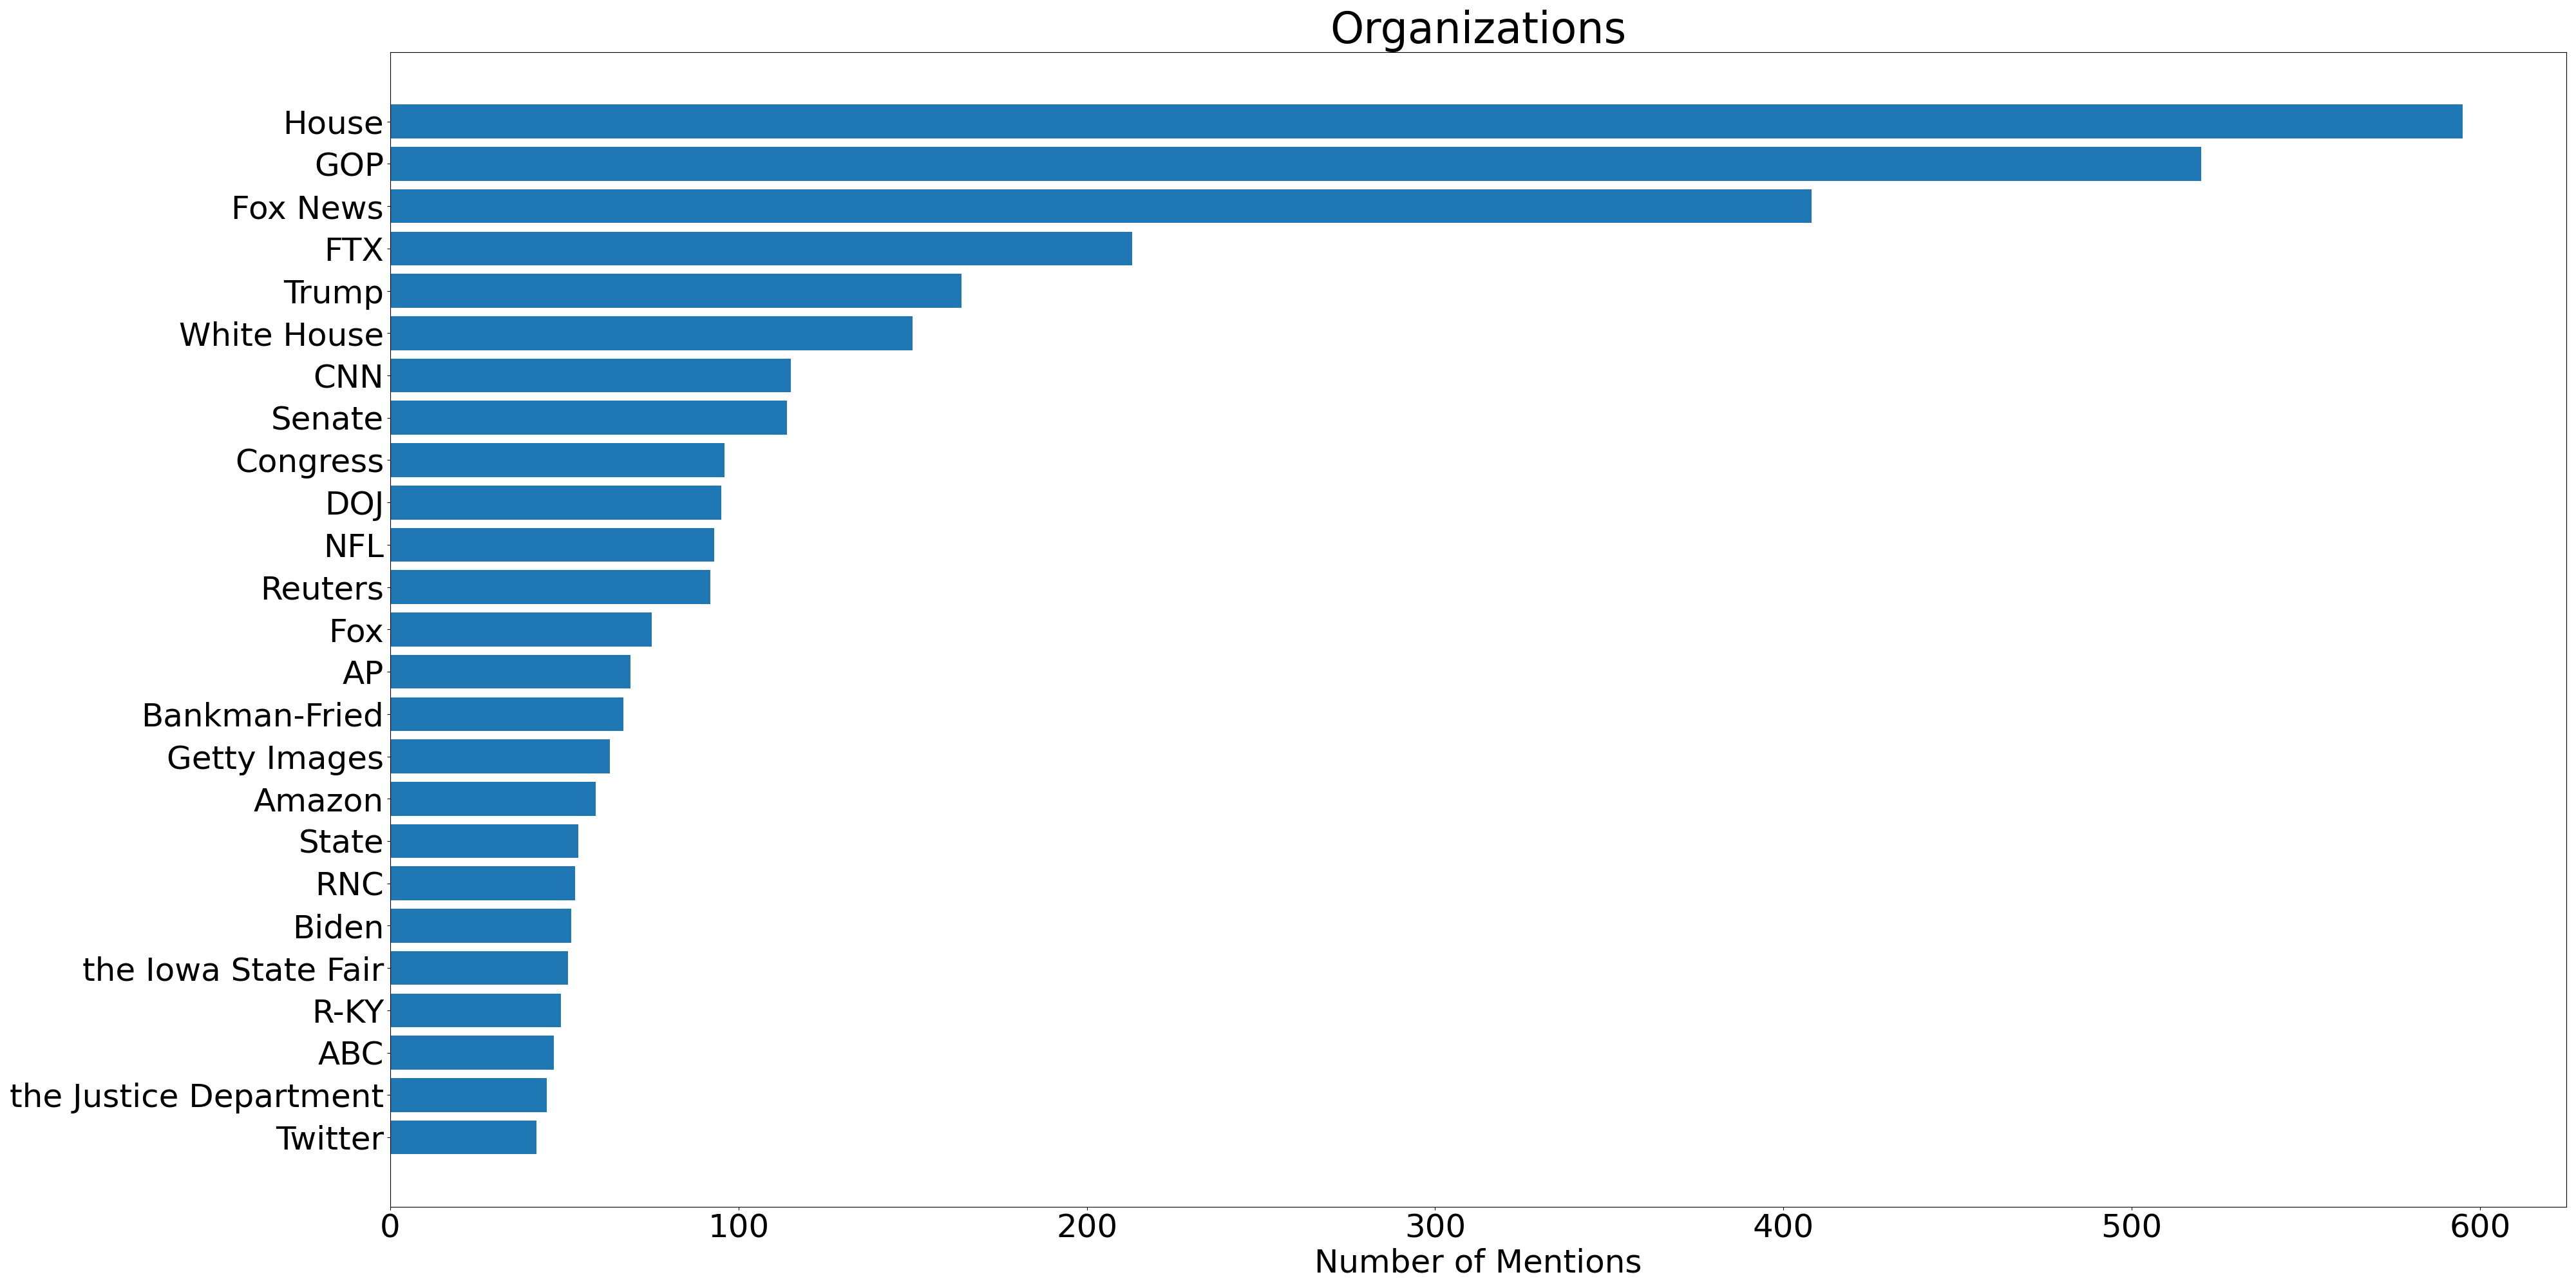 Organizations
House
GOP
Fox News
FTX
Trump
White House
CNN
Senate
Congress
DOJ
NFL
Reuters
Fox
AP
Bankman-Fried
Getty Images
Amazon
State
RNC
Biden
the Iowa State Fair
R-KY
ABC
the Justice Department
Twitter
0 100 200 300 400 500 600
Number of Mentions